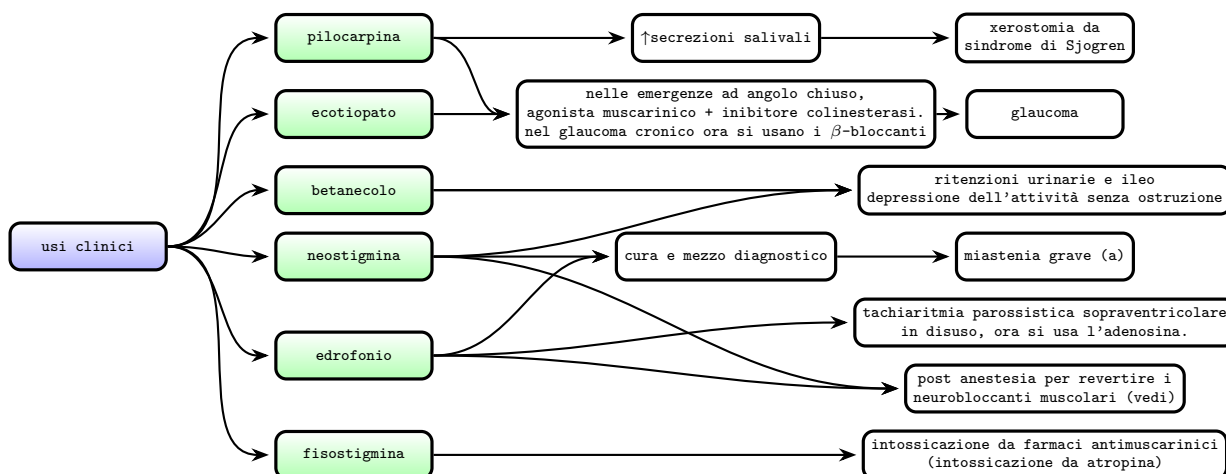 pilocarpina
↑secrezioni salivali
xerostomia da
sindrome di Sjogren
ecotiopato
nelle emergenze ad angolo chiuso,
agonista muscarinico + inibitore colinesterasi.
nel glaucoma cronico ora si usano i β-bloccanti
glaucoma
betanecolo
ritenzioni urinarie e ileo
depressione dell'attività senza ostruzione
usi clinici
neostigmina
cura e mezzo diagnostico
miastenia grave (a)
tachiaritmia parossistica sopraventricolare
in disuso, ora si usa l'adenosina.
edrofonio
post anestesia per revertire i
neurobloccanti muscolari (vedi)
fisostigmina
intossicazione da farmaci antimuscarinici
(intossicazione da atropina)